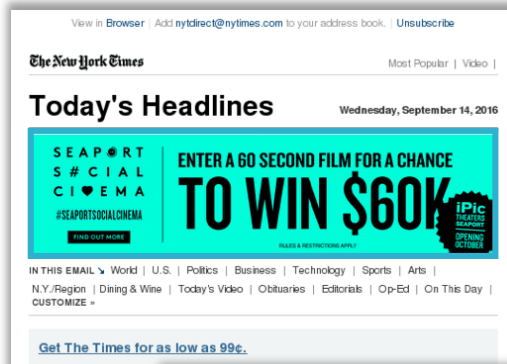 View in Browser | Add nytdirect@nytimes.com to your address book. | Unsubscribe
The New York Times
Most Popular | Video |
Today's Headlines
Wednesday, September 14, 2016
SEAPORT
S#CIAL
CI♥EMA
#SEAPORTSOCIALCINEMA
FIND OUT MORE
ENTER A 60 SECOND FILM FOR A CHANCE
TO WIN $60K
RULES & RESTRICTIONS APPLY
iPic
THEATERS
SEAPORT
OPENING
OCTOBER
IN THIS EMAIL ↘ World | U.S. | Politics | Business | Technology | Sports | Arts |
N.Y./Region | Dining & Wine | Today's Video | Obituaries | Editorials | Op-Ed | On This Day |
CUSTOMIZE »
Get The Times for as low as 99¢.